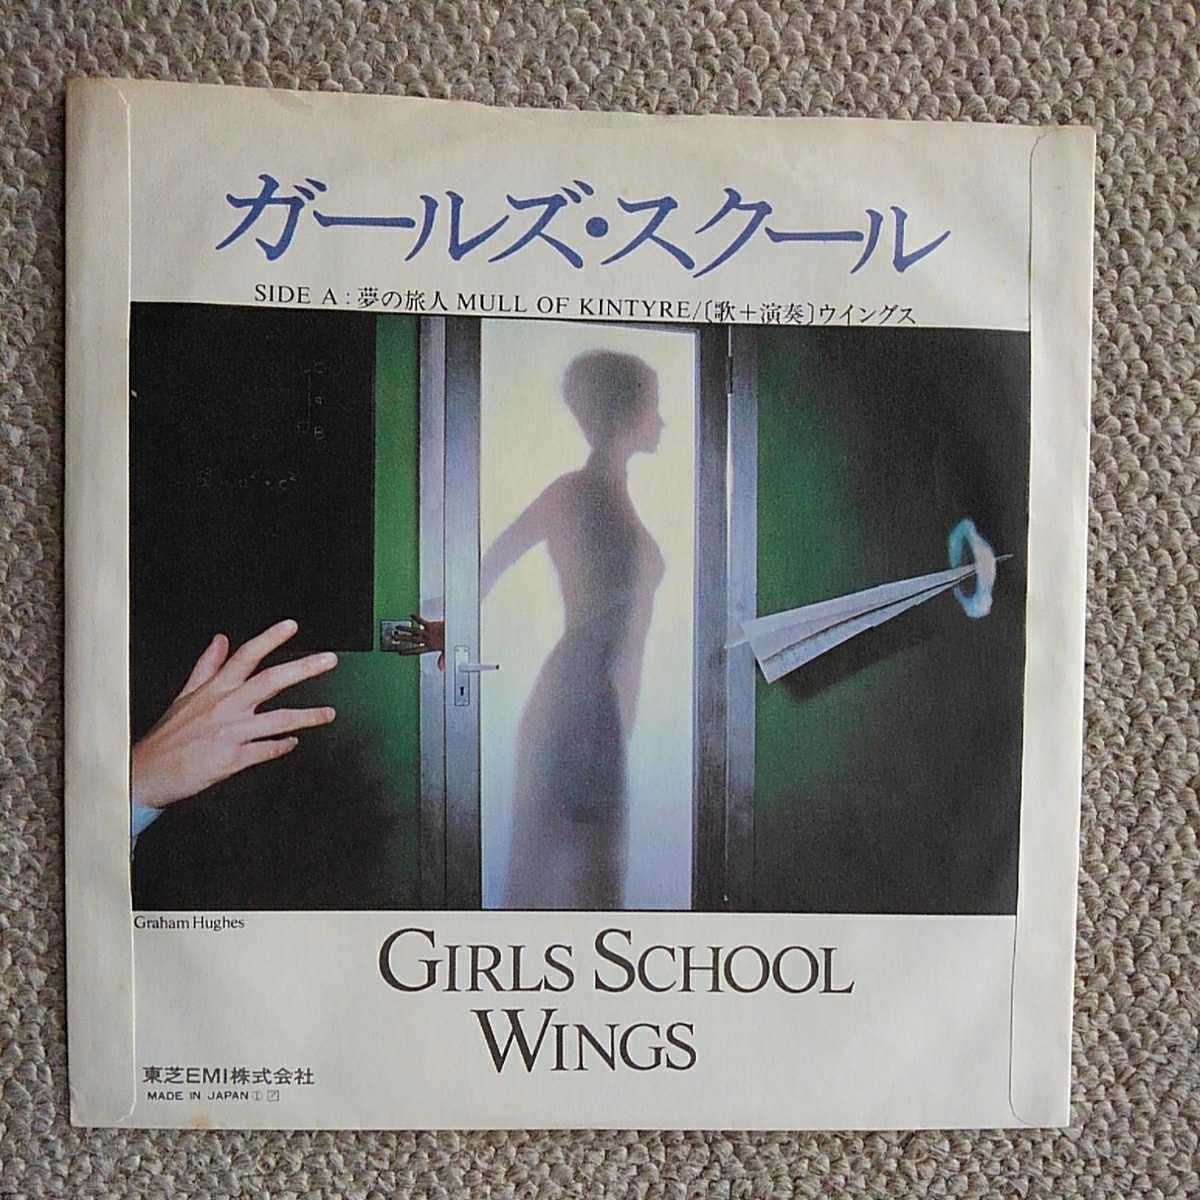 ガールズ・スクール
SIDE A : 夢の旅人 MULL OF KINTYRE/〔歌＋演奏〕ウイングス
Graham Hughes
GIRLS SCHOOL
WINGS
東芝EMI株式会社
MADE IN JAPAN Ⓘ